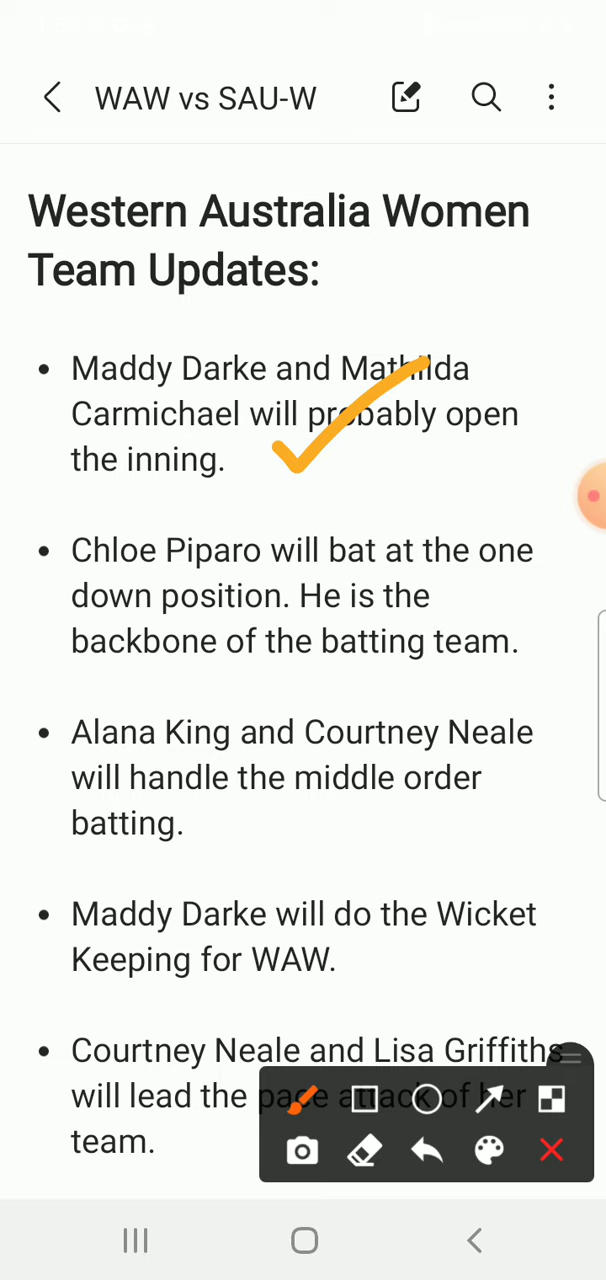 WAW vs SAU-W
Western Australia Women
Team Updates:
• Maddy Darke and Mathilda
Carmichael will probably open
the inning.
• Chloe Piparo will bat at the one
down position. He is the
backbone of the batting team.
• Alana King and Courtney Neale
will handle the middle order
batting.
• Maddy Darke will do the Wicket
Keeping for WAW.
• Courtney Neale and Lisa Griffiths
will lead the pace attack of her
team.